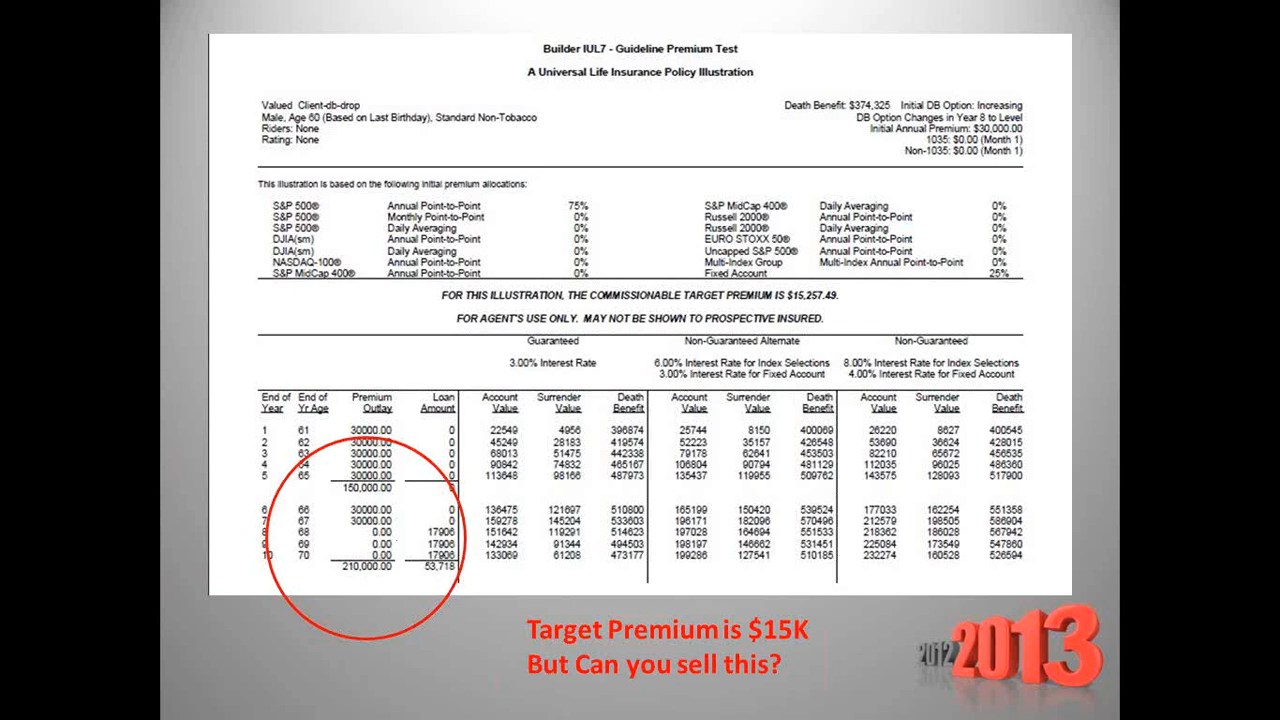 Builder IUL7 - Guideline Premium Test
A Universal Life Insurance Policy Illustration
Valued Client-db-drop
Male, Age 60 (Based on Last Birthday), Standard Non-Tobacco
Riders: None
Rating: None
Death Benefit: $374,325 Initial DB Option: Increasing
DB Option Changes in Year 8 to Level
Initial Annual Premium: $30,000.00
1035: $0.00 (Month 1)
Non-1035: $0.00 (Month 1)
This illustration is based on the following initial premium allocations:
S&P 500® Annual Point-to-Point 75% S&P MidCap 400® Daily Averaging 0%
S&P 500® Monthly Point-to-Point 0% Russell 2000® Annual Point-to-Point 0%
S&P 500® Daily Averaging 0% Russell 2000® Daily Averaging 0%
DJIA(sm) Annual Point-to-Point 0% EURO STOXX 50® Annual Point-to-Point 0%
DJIA(sm) Daily Averaging 0% Uncapped S&P 500® Annual Point-to-Point 0%
NASDAQ-100® Annual Point-to-Point 0% Multi-Index Group Multi-Index Annual Point-to-Point 0%
S&P MidCap 400® Annual Point-to-Point 0% Fixed Account 25%
FOR THIS ILLUSTRATION, THE COMMISSIONABLE TARGET PREMIUM IS $15,257.49.
FOR AGENT'S USE ONLY. MAY NOT BE SHOWN TO PROSPECTIVE INSURED.
Guaranteed Non-Guaranteed Alternate Non-Guaranteed
3.00% Interest Rate 6.00% Interest Rate for Index Selections 8.00% Interest Rate for Index Selections
3.00% Interest Rate for Fixed Account 4.00% Interest Rate for Fixed Account
End of End of Premium Loan Account Surrender Death Account Surrender Death Account Surrender Death
Year Yr Age Outlay Amount Value Value Benefit Value Value Benefit Value Value Benefit
1 61 30000.00 0 22549 4956 396874 25744 8150 400069 26220 8627 400545
2 62 30000.00 0 45249 28183 419574 52223 35157 426548 53690 36624 428015
3 63 30000.00 0 68013 51475 442338 79178 62641 453503 82210 65672 456535
4 64 30000.00 0 90842 74832 465167 106804 90794 481129 112035 96025 486360
5 65 30000.00 0 113648 98166 487973 135437 119955 509762 143575 128093 517900
150,000.00 0
6 66 30000.00 0 136475 121697 510800 165199 150420 539524 177033 162254 551358
7 67 30000.00 0 159278 145204 533603 196171 182096 570496 212579 198505 586904
8 68 0.00 17906 151642 119291 514623 197028 164694 551533 218362 186028 567942
9 69 0.00 17906 142934 91344 494503 198197 146662 531451 225084 173549 547860
10 70 0.00 17906 133069 61208 473177 199286 127541 510185 232274 160528 526594
210,000.00 53,718
Target Premium is $15K
But Can you sell this?
2012 2013